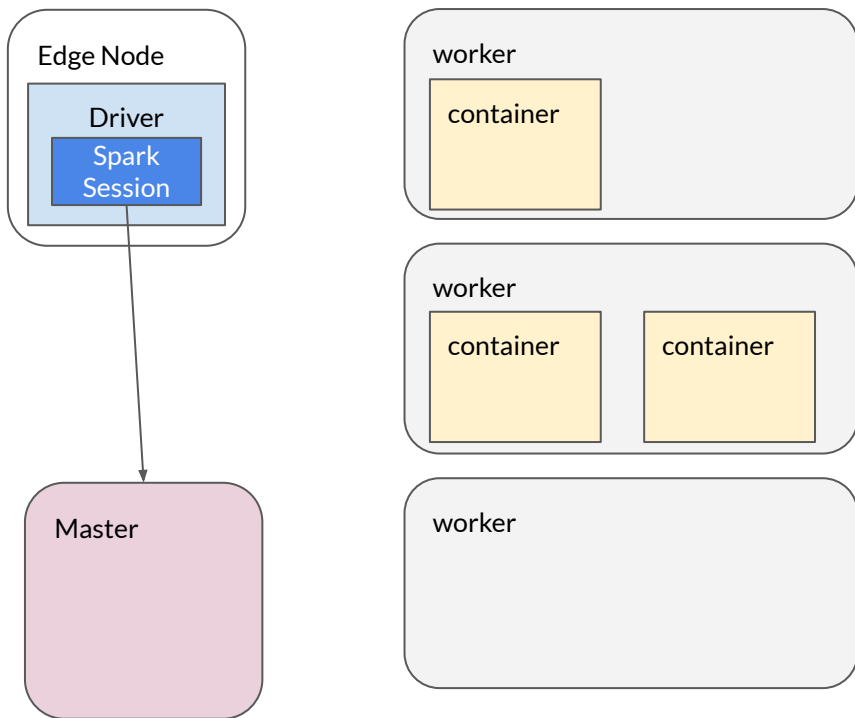 Edge Node
Driver
Spark
Session
Master
worker
container
worker
container container
worker